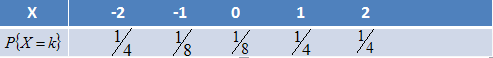 X -2 -1 0 1 2
P{X = k} 1/4 1/8 1/8 1/4 1/4